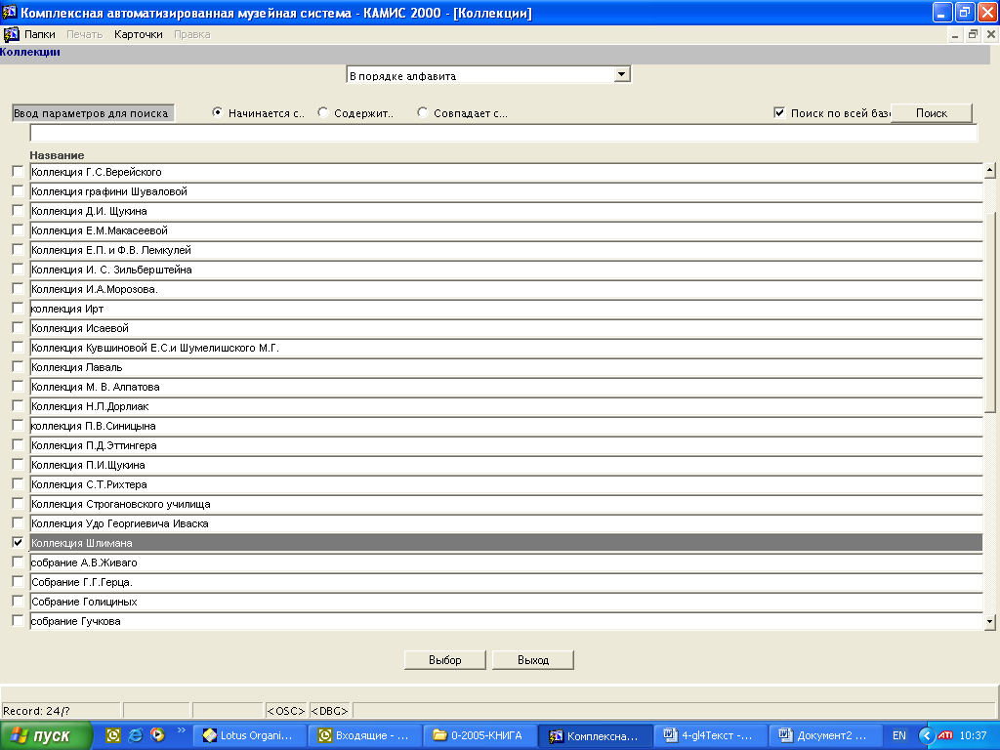 Комплексная автоматизированная музейная система - КАМИС 2000 - [Коллекции]
Папки Печать Карточки Правка
Коллекции
В порядке алфавита
Ввод параметров для поиска Начинается с.. Содержит.. Совпадает с... Поиск по всей базе Поиск
Название
Коллекция Г.С.Верейского
Коллекция графини Шуваловой
Коллекция Д.И. Щукина
Коллекция Е.М.Макасеевой
Коллекция Е.П. и Ф.В. Лемкулей
Коллекция И. С. Зильберштейна
Коллекция И.А.Морозова.
коллекция Ирт
Коллекция Исаевой
Коллекция Кувшиновой Е.С.и Шумелишского М.Г.
Коллекция Лаваль
Коллекция М. В. Алпатова
Коллекция Н.Л.Дорлиак
коллекция П.В.Синицына
Коллекция П.Д.Эттингера
Коллекция П.И.Щукина
Коллекция С.Т.Рихтера
Коллекция Строгановского училища
Коллекция Удо Георгиевича Иваска
Коллекция Шлимана
собрание А.В.Живаго
Собрание Г.Г.Герца.
Собрание Голициных
собрание Гучкова
Выбор Выход
Record: 24/? <OSC> <DBG>
пуск Lotus Organi... Входящие - ... 0-2005-КНИГА Комплексна... 4-gl4Текст -... Документ2 ... EN ATI 10:37